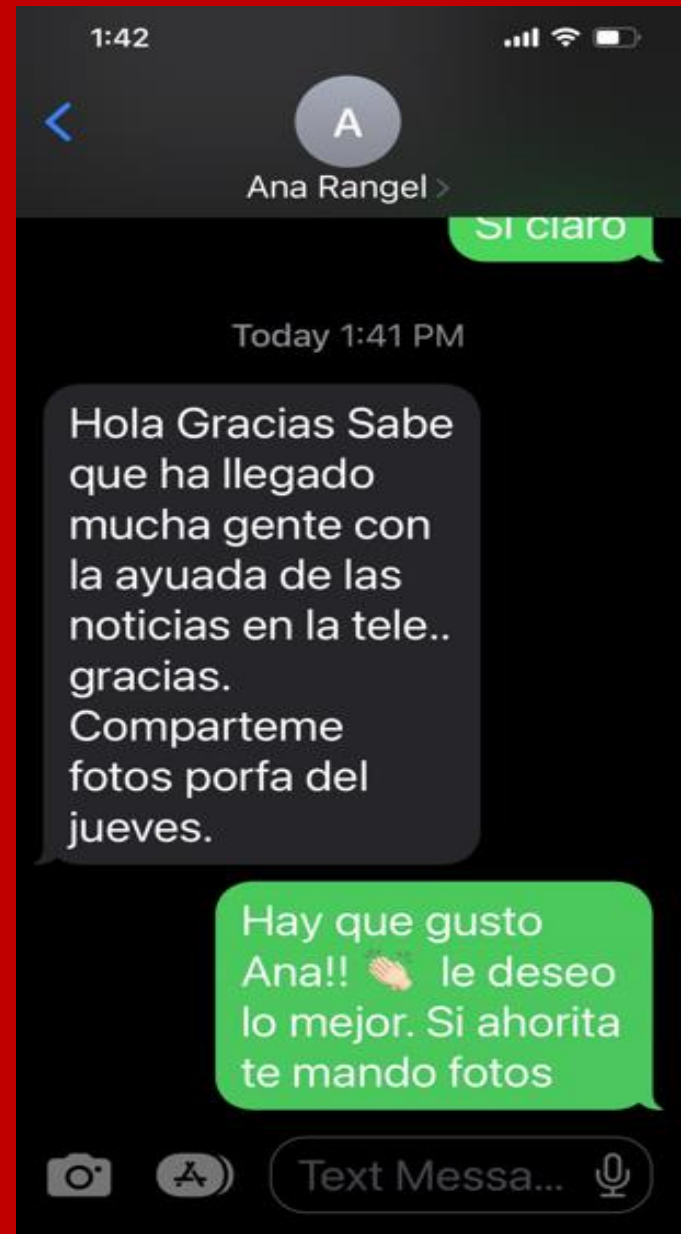 1:42
A
Ana Rangel >
Si claro
Today 1:41 PM
Hola Gracias Sabe
que ha llegado
mucha gente con
la ayuada de las
noticias en la tele..
gracias.
Comparteme
fotos porfa del
jueves.
Hay que gusto
Ana!! 👏🏻 le deseo
lo mejor. Si ahorita
te mando fotos
Text Messa...